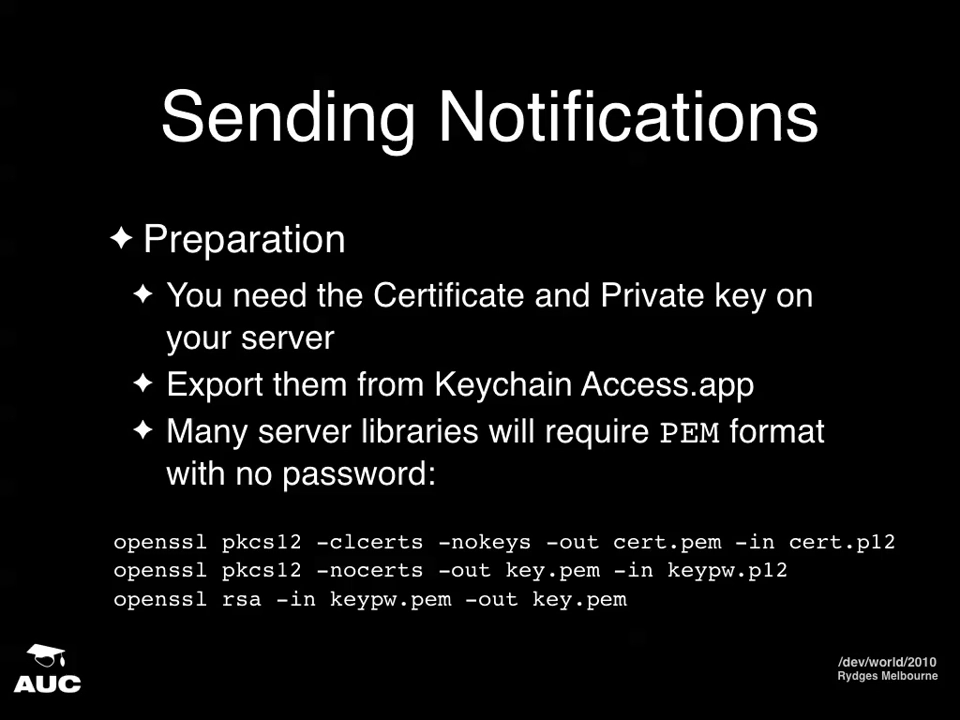 Sending Notifications
✦ Preparation
✦ You need the Certificate and Private key on
your server
✦ Export them from Keychain Access.app
✦ Many server libraries will require PEM format
with no password:
openssl pkcs12 -clcerts -nokeys -out cert.pem -in cert.p12
openssl pkcs12 -nocerts -out key.pem -in keypw.p12
openssl rsa -in keypw.pem -out key.pem
AUC
/dev/world/2010
Rydges Melbourne